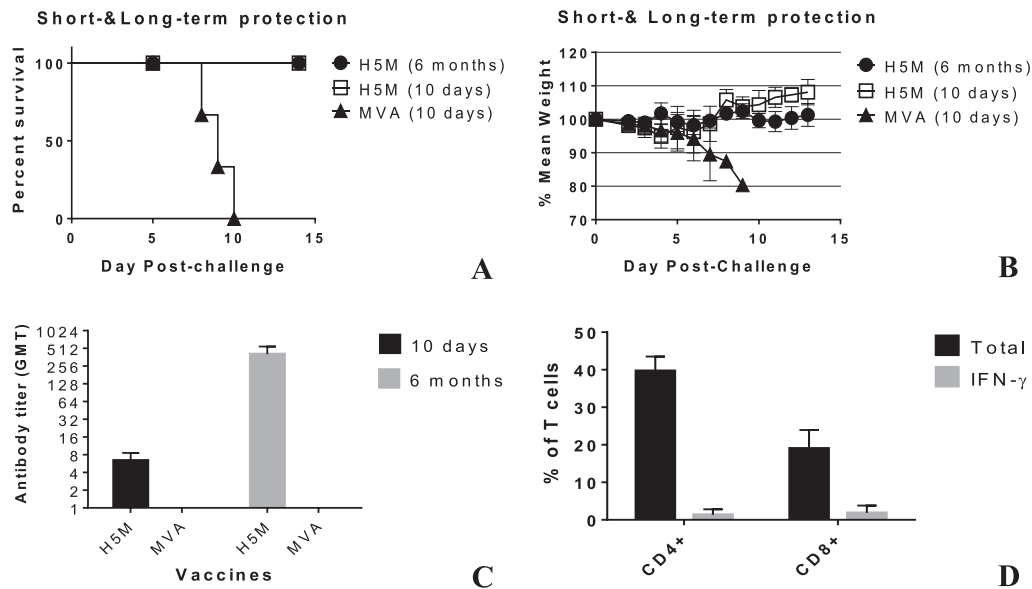 Short-&Long-term protection
Percent survival
100
50
0
0 5 10 15
Day Post-challenge
H5M (6 months)
H5M (10 days)
MVA (10 days)
A
Short-& Long-term protection
% Mean Weight
120
110
100
90
80
70
0 5 10 15
Day Post-Challenge
H5M (6 months)
H5M (10 days)
MVA (10 days)
B
Antibody titer (GMT)
1024
512
256
128
64
32
16
8
4
2
1
H5M MVA H5M MVA
Vaccines
10 days
6 months
C
% of T cells
50
40
30
20
10
0
CD4+ CD8+
Total
IFN-γ
D